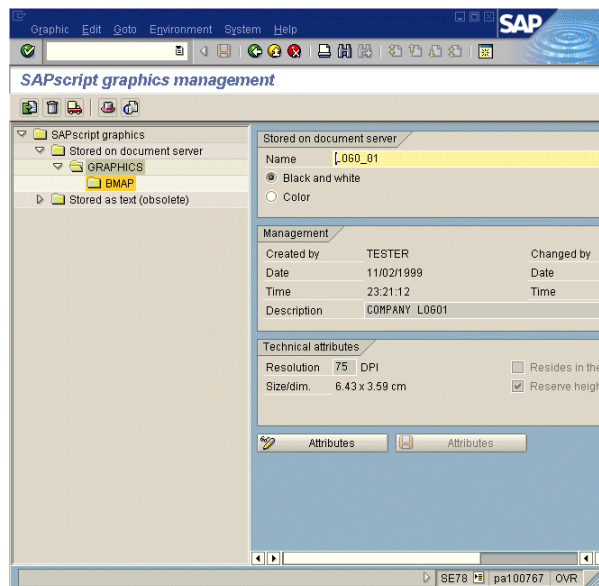 Graphic Edit Goto Environment System Help
SAP
SAPscript graphics management
SAPscript graphics
Stored on document server
GRAPHICS
BMAP
Stored as text (obsolete)
Stored on document server
Name LOGO_01
Black and white
Color
Management
Created by TESTER Changed by
Date 11/02/1999 Date
Time 23:21:12 Time
Description COMPANY LOGO1
Technical attributes
Resolution 75 DPI Resides in the
Size/dim. 6.43 x 3.59 cm Reserve heigh
Attributes Attributes
SE78 pa100767 OVR